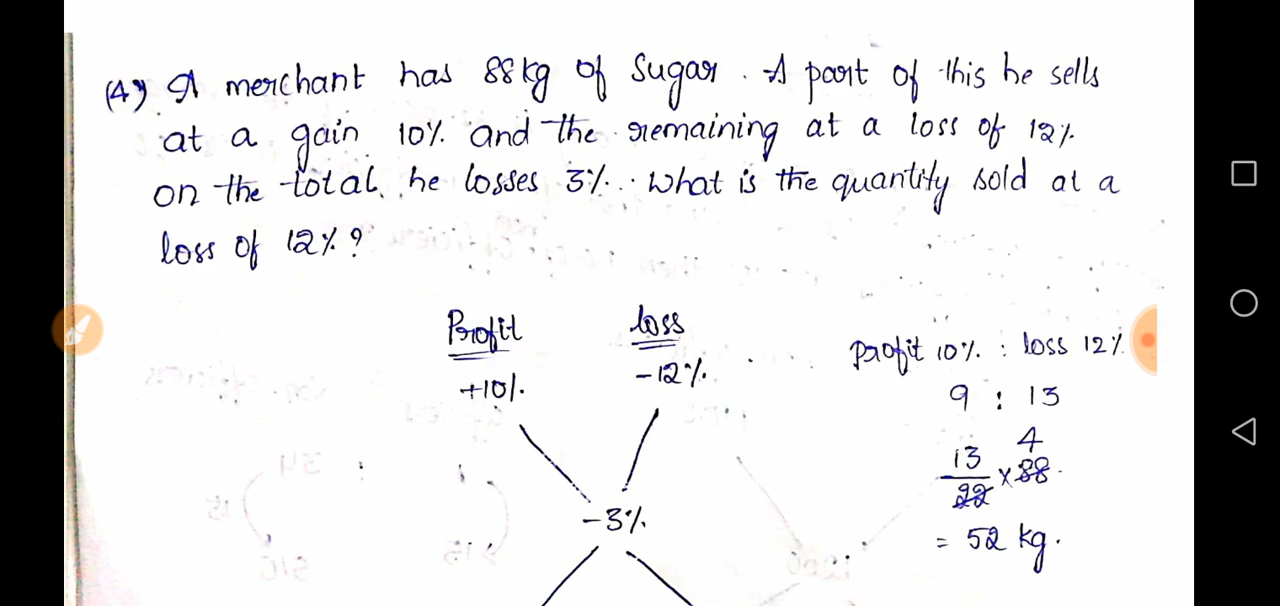 (4) A merchant has 88kg of sugar. A part of this he sells
at a gain 10% and the remaining at a loss of 12%
on the total he losses 3%. What is the quantity sold at a
loss of 12% ?
Profit loss
+10% -12%
-3%
Profit 10% : loss 12%
9 : 13
4
13/22 × 88
= 52 kg.